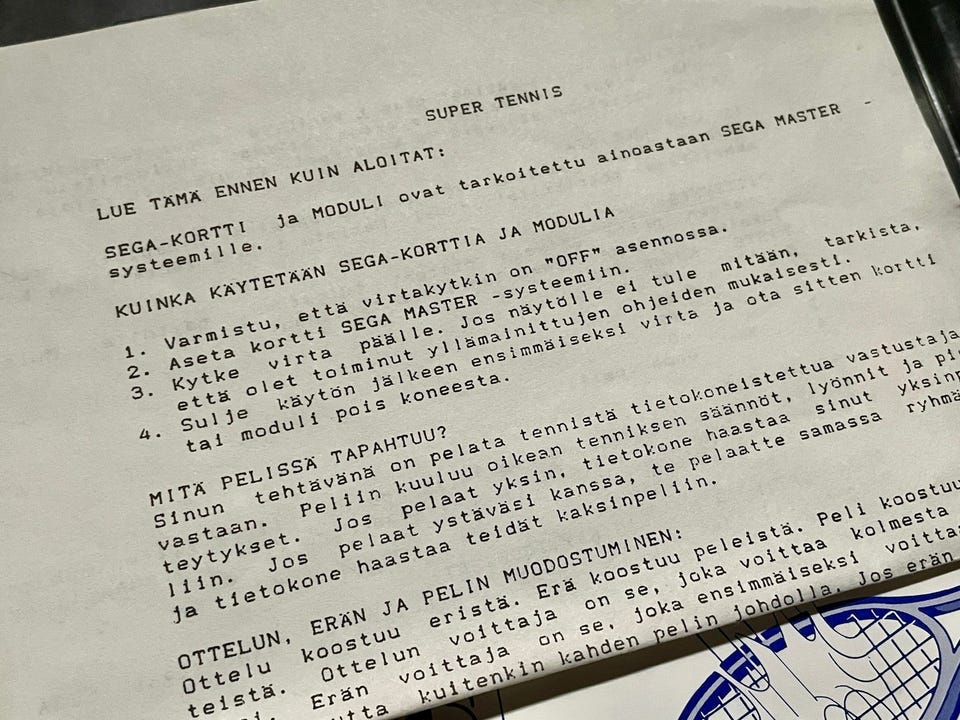 SUPER TENNIS
LUE TÄMÄ ENNEN KUIN ALOITAT:
SEGA-KORTTI ja MODULI ovat tarkoitettu ainoastaan SEGA MASTER -
systeemille.
KUINKA KÄYTETÄÄN SEGA-KORTTIA JA MODULIA
1. Varmistu, että virtakytkin on "OFF" asennossa.
2. Aseta kortti SEGA MASTER -systeemiin.
3. Kytke virta päälle. Jos näytölle ei tule mitään, tarkista,
että olet toiminut yllämainittujen ohjeiden mukaisesti.
4. Sulje käytön jälkeen ensimmäiseksi virta ja ota sitten kortti
tai moduli pois koneesta.
MITÄ PELISSÄ TAPAHTUU?
Sinun tehtävänä on pelata tennistä tietokoneistettua vastustaja
vastaan. Peliin kuuluu oikean tenniksen säännöt, lyönnit ja pi
teytykset. Jos pelaat yksin, tietokone haastaa sinut yksinp
liin. Jos pelaat ystäväsi kanssa, te pelaatte samassa ryhmä
ja tietokone haastaa teidät kaksinpeliin.
OTTELUN, ERÄN JA PELIN MUODOSTUMINEN:
Ottelu koostuu eristä. Erä koostuu peleistä. Peli koostuu
teistä. Ottelun voittaja on se, joka voittaa kolmesta
Erän voittaja on se, joka ensimmäiseksi voitta
kuitenkin kahden pelin johdolla. Jos erän